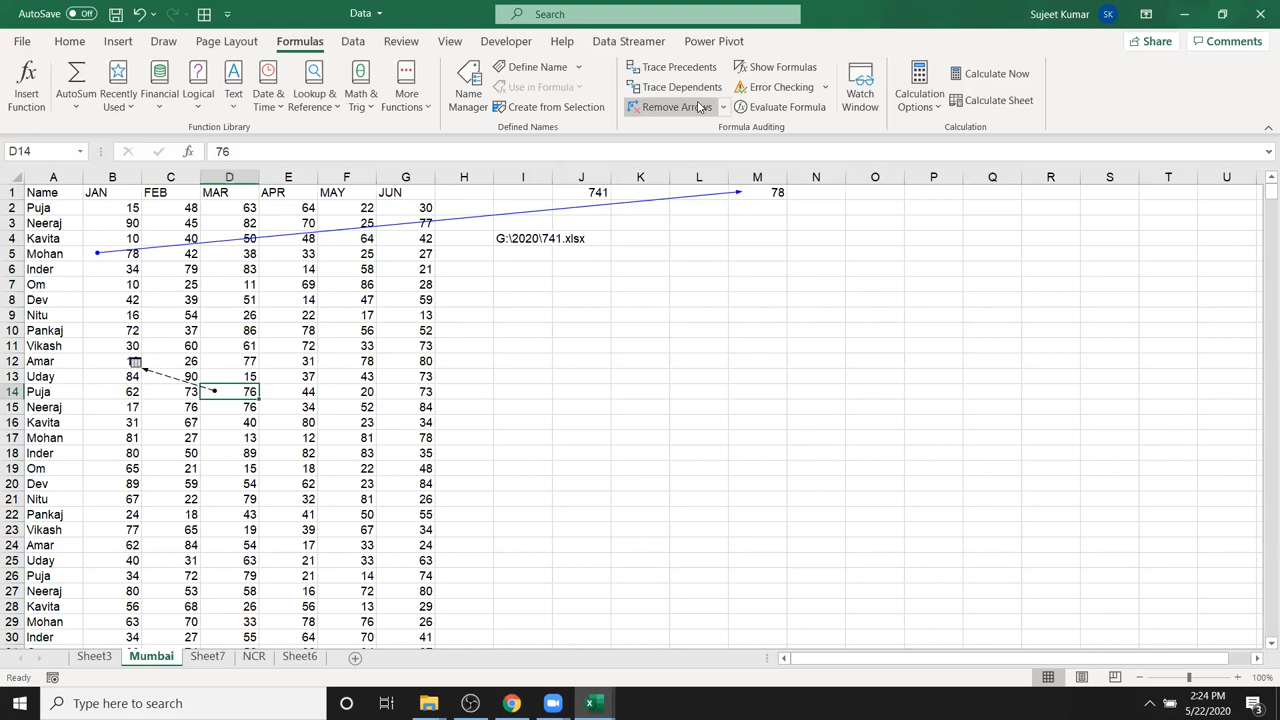 AutoSave Off Data Search Sujeet Kumar SK
File Home Insert Draw Page Layout Formulas Data Review View Developer Help Data Streamer Power Pivot Share Comments
Insert Function AutoSum Recently Used Financial Logical Text Date & Time Lookup & Reference Math & Trig More Functions Name Manager Define Name Use in Formula Create from Selection Trace Precedents Trace Dependents Remove Arrows Show Formulas Error Checking Evaluate Formula Watch Window Calculation Options Calculate Now Calculate Sheet
Function Library Defined Names Formula Auditing Calculation
D14 fx 76
A B C D E F G H I J K L M N O P Q R S T U
1 Name JAN FEB MAR APR MAY JUN 741 78
2 Puja 15 48 63 64 22 30
3 Neeraj 90 45 82 70 25 77
4 Kavita 10 40 50 48 64 42 G:\2020\741.xlsx
5 Mohan 78 42 38 33 25 27
6 Inder 34 79 83 14 58 21
7 Om 10 25 11 69 86 28
8 Dev 42 39 51 14 47 59
9 Nitu 16 54 26 22 17 13
10 Pankaj 72 37 86 78 56 52
11 Vikash 30 60 61 72 33 73
12 Amar 26 77 31 78 80
13 Uday 84 90 15 37 43 73
14 Puja 62 73 76 44 20 73
15 Neeraj 17 76 76 34 52 84
16 Kavita 31 67 40 80 23 34
17 Mohan 81 27 13 12 81 78
18 Inder 80 50 89 82 83 35
19 Om 65 21 15 18 22 48
20 Dev 89 59 54 62 23 84
21 Nitu 67 22 79 32 81 26
22 Pankaj 24 18 43 41 50 55
23 Vikash 77 65 19 39 67 34
24 Amar 62 84 54 17 33 24
25 Uday 40 31 63 21 33 63
26 Puja 34 72 79 21 14 74
27 Neeraj 80 53 58 16 72 80
28 Kavita 56 68 26 56 13 29
29 Mohan 63 70 33 78 76 26
30 Inder 34 27 55 64 70 41
Sheet3 Mumbai Sheet7 NCR Sheet6
Ready 100%
Type here to search 2:24 PM
5/22/2020 3